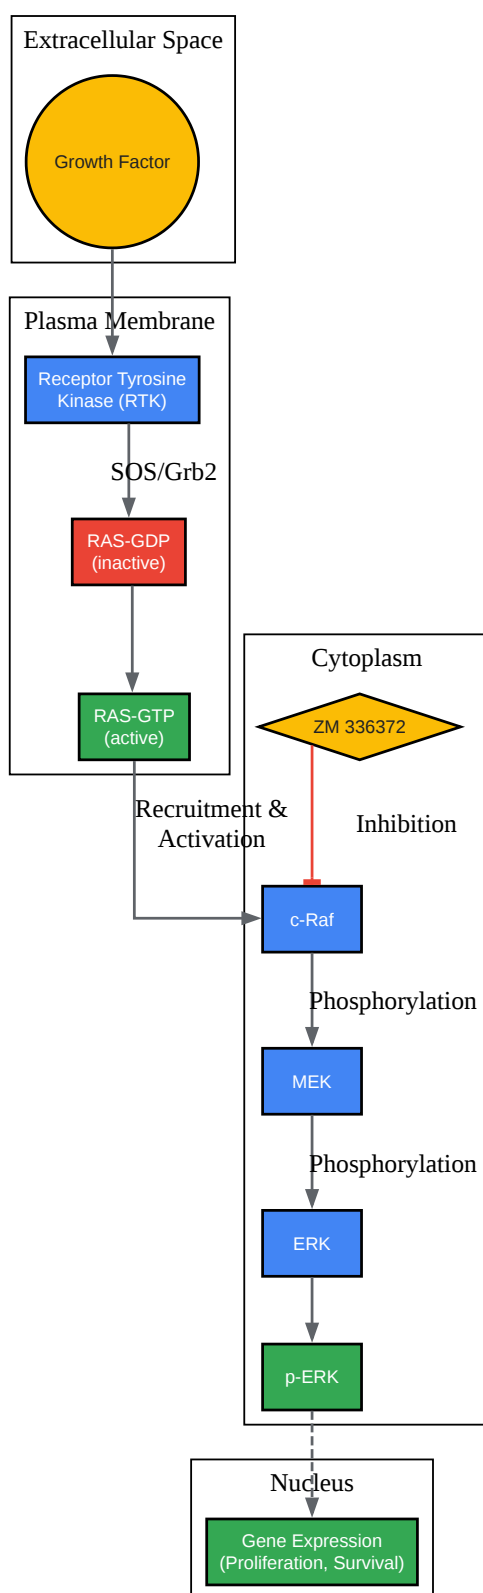 Extracellular Space
Growth Factor
Plasma Membrane
Receptor Tyrosine
Kinase (RTK)
SOS/Grb2
RAS-GDP
(inactive)
RAS-GTP
(active)
Cytoplasm
ZM 336372
Recruitment &
Activation
Inhibition
c-Raf
Phosphorylation
MEK
Phosphorylation
ERK
p-ERK
Nucleus
Gene Expression
(Proliferation, Survival)